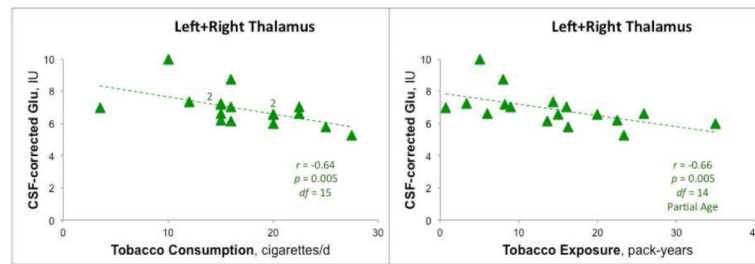 Left+Right Thalamus
CSF-corrected Glu, IU
10
8
6
4
2
0
2
2
r = -0.64
p = 0.005
df = 15
0
10
20
30
Tobacco Consumption, cigarettes/d
Left+Right Thalamus
CSF-corrected Glu, IU
10
8
6
4
2
0
r = -0.66
p = 0.005
df = 14
Partial Age
0
10
20
30
Tobacco Exposure, pack-years